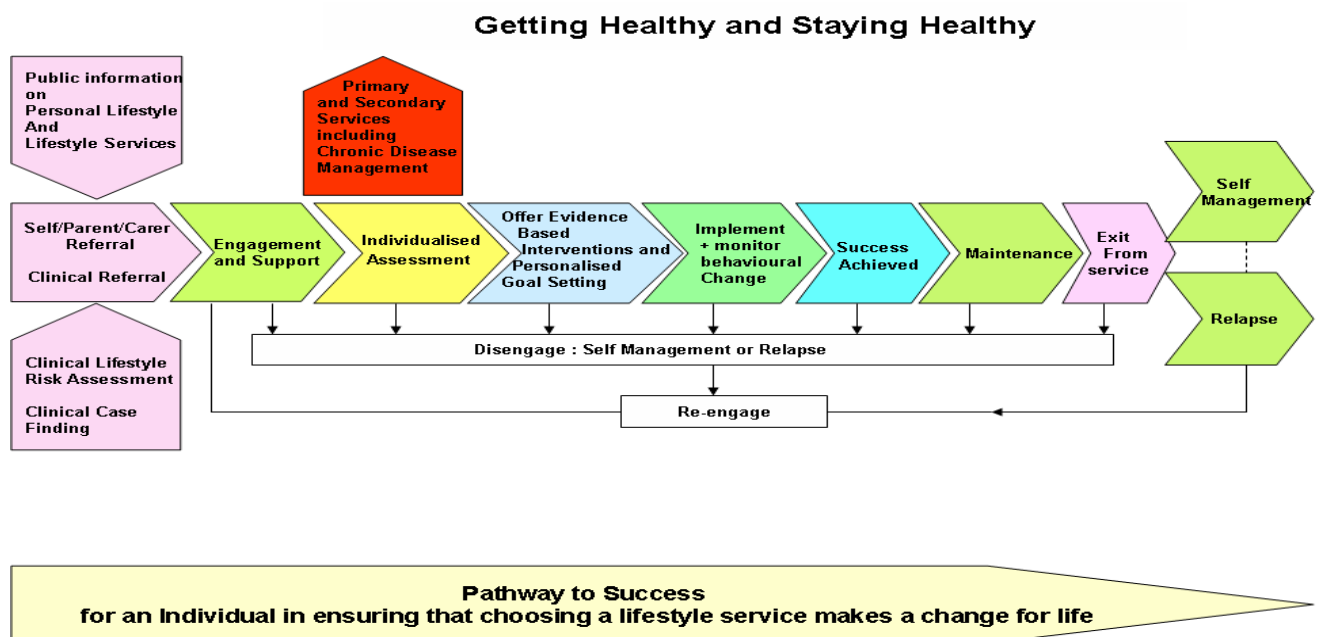 Getting Healthy and Staying Healthy
Public information
on
Personal Lifestyle
And
Lifestyle Services
Primary
and Secondary
Services
including
Chronic Disease
Management
Self/Parent/Carer
Referral
Clinical Referral
Engagement
and Support
Individualised
Assessment
Offer Evidence
Based
Interventions and
Personalised
Goal Setting
Implement
+ monitor
behavioural
Change
Success
Achieved
Maintenance
Exit
From
service
Self
Management
Relapse
Clinical Lifestyle
Risk Assessment
Clinical Case
Finding
Disengage : Self Management or Relapse
Re-engage
Pathway to Success
for an Individual in ensuring that choosing a lifestyle service makes a change for life